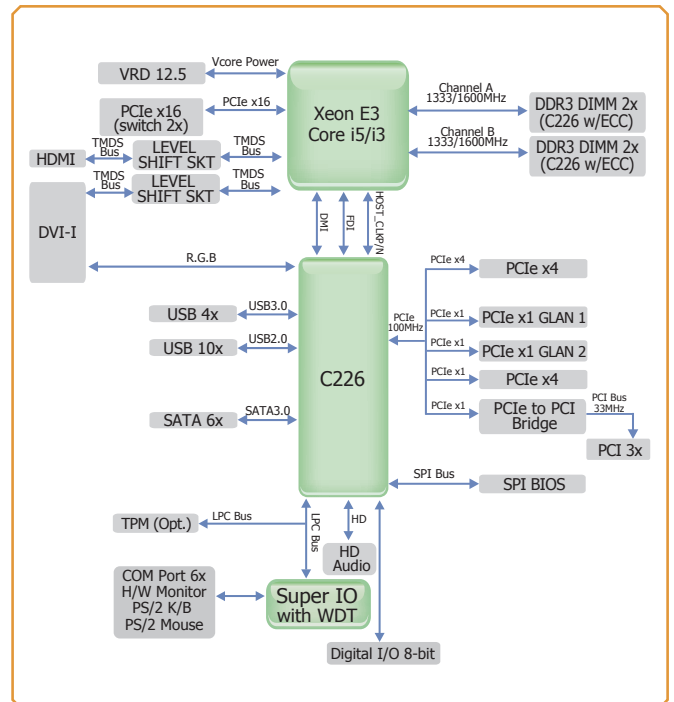 VRD 12.5
Vcore Power
PCIe x16
(switch 2x)
PCIe x16
Xeon E3
Core i5/i3
Channel A
1333/1600MHz
DDR3 DIMM 2x
(C226 w/ECC)
Channel B
1333/1600MHz
DDR3 DIMM 2x
(C226 w/ECC)
HDMI
TMDS
Bus
LEVEL
SHIFT SKT
TMDS
Bus
TMDS
Bus
LEVEL
SHIFT SKT
TMDS
Bus
DVI-I
DMI
FDI
HOST_CLKP/N
R.G.B
USB 4x
USB3.0
USB 10x
USB2.0
SATA 6x
SATA3.0
C226
PCIe
100MHz
PCIe x4
PCIe x4
PCIe x1
PCIe x1 GLAN 1
PCIe x1
PCIe x1 GLAN 2
PCIe x1
PCIe x4
PCIe x1
PCIe to PCI
Bridge
PCI Bus
33MHz
PCI 3x
SPI Bus
SPI BIOS
TPM (Opt.)
LPC Bus
LPC Bus
HD
HD
Audio
COM Port 6x
H/W Monitor
PS/2 K/B
PS/2 Mouse
Super IO
with WDT
Digital I/O 8-bit